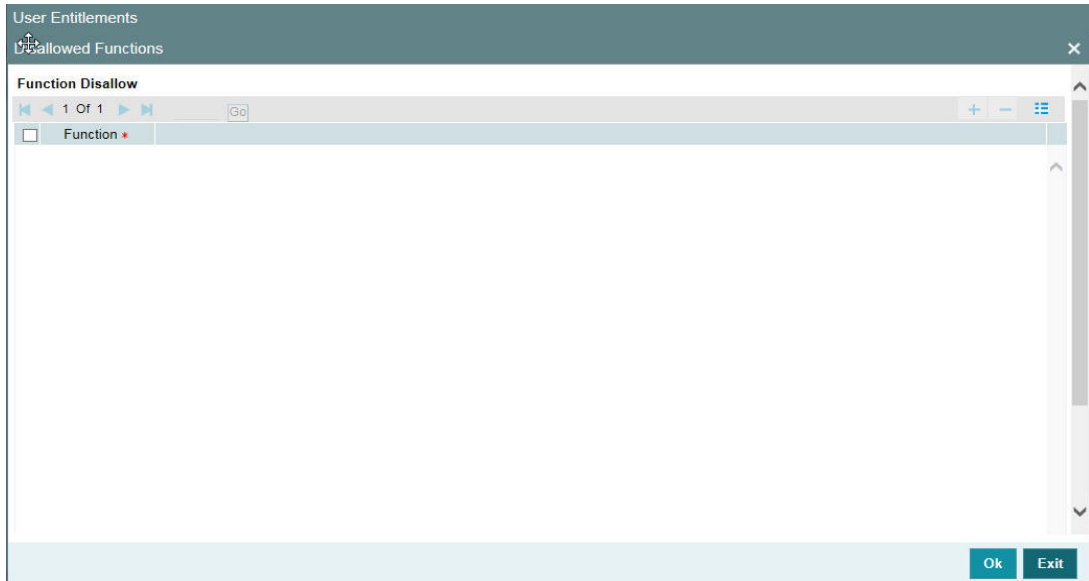 User Entitlements
Disallowed Functions
Function Disallow
1 Of 1 Go
Function *
Ok Exit